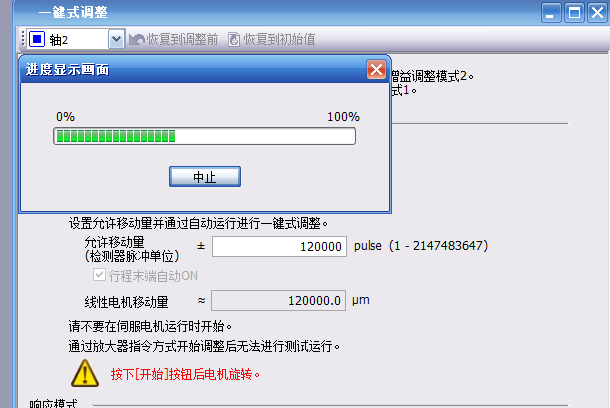 一键式调整
轴2 恢复到调整前 恢复到初始值
增益调整模式2。
式1。
进度显示画面
0% 100%
中止
设置允许移动量并通过自动运行进行一键式调整。
允许移动量 ± 120000 pulse (1 - 2147483647)
(检测器脉冲单位)
行程末端自动ON
线性电机移动量 ≈ 120000.0 μm
请不要在伺服电机运行时开始。
通过放大器指令方式开始调整后无法进行测试运行。
按下[开始]按钮后电机旋转。
响应模式